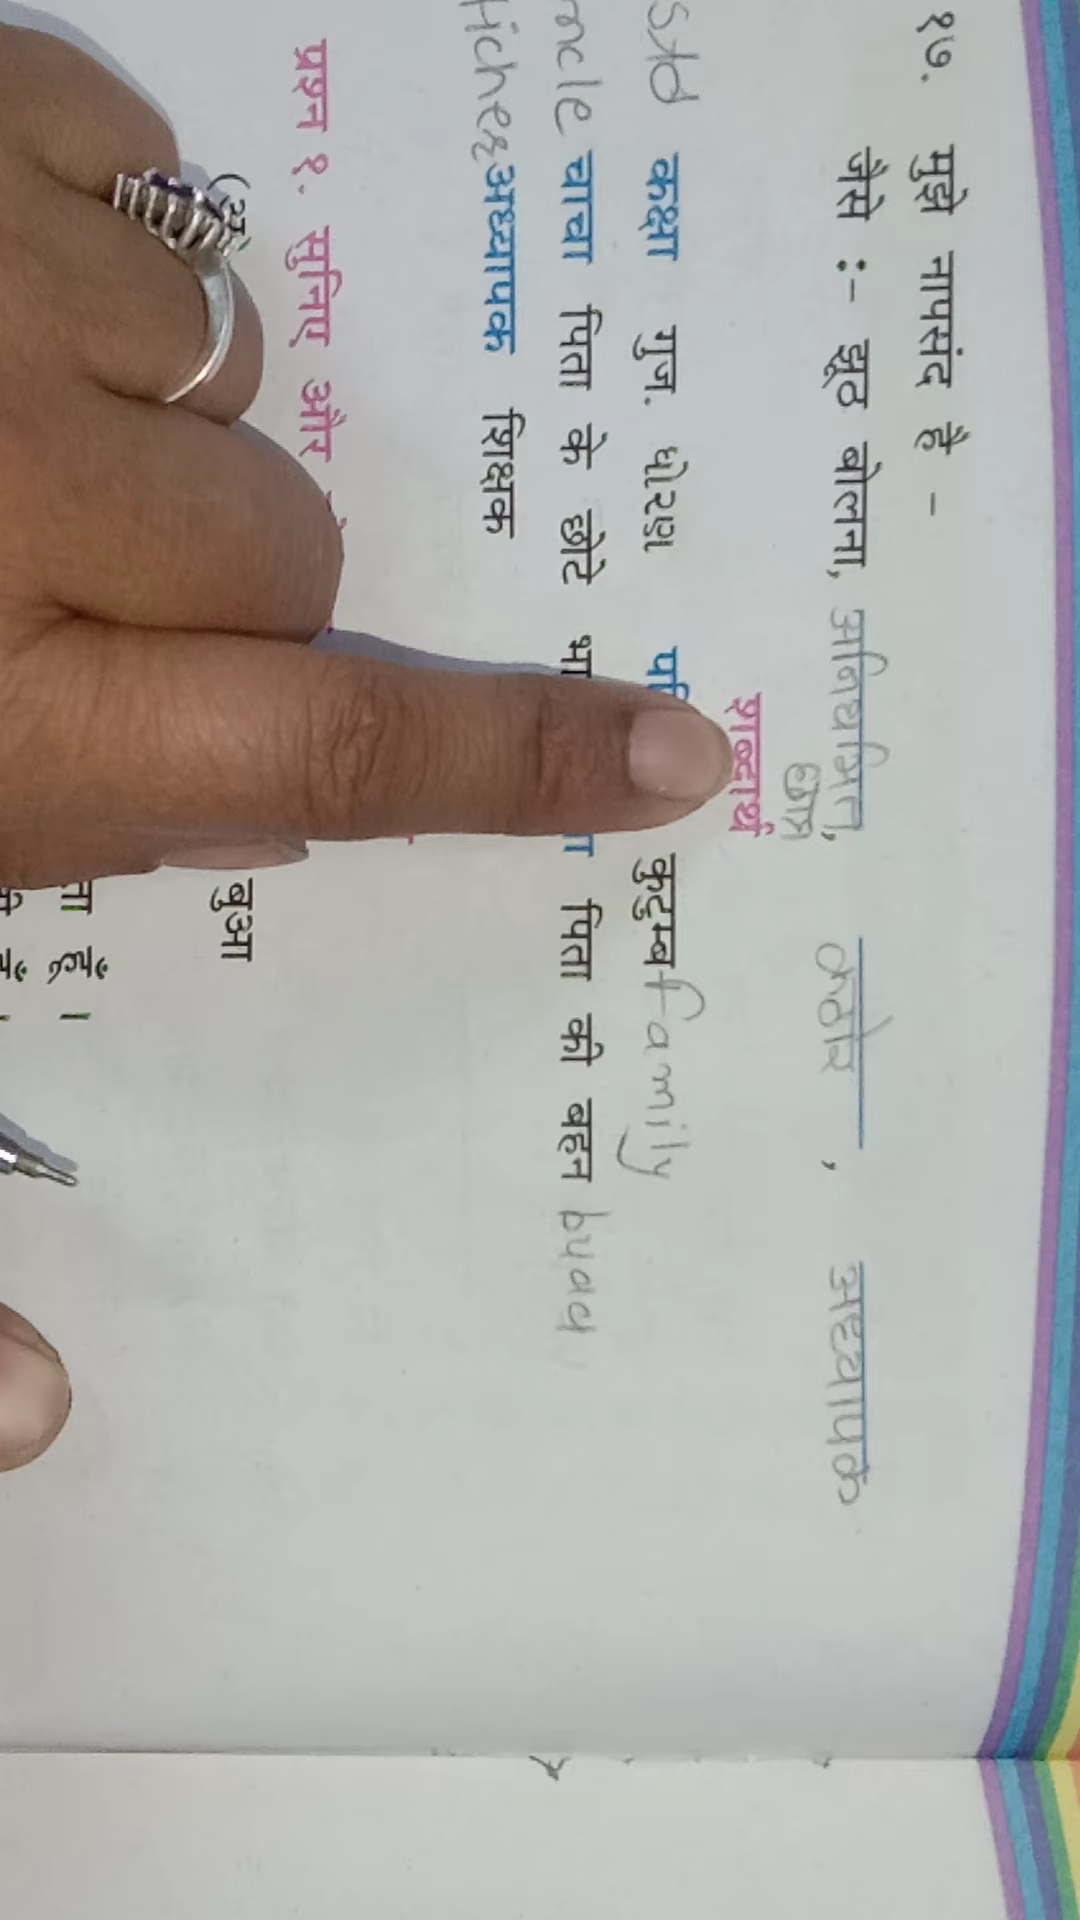 १७. मुझे नापसंद है -
जैसे :- झूठ बोलना, अनियमित, कठोर, अध्यापक
छात्र
शब्दार्थ
std कक्षा गुज. धोरण कुटुम्ब family
uncle चाचा पिता के छोटे पिता की बहन buaa
अध्यापक शिक्षक
प्रश्न १. सुनिए और
बुआ
हूँ ।